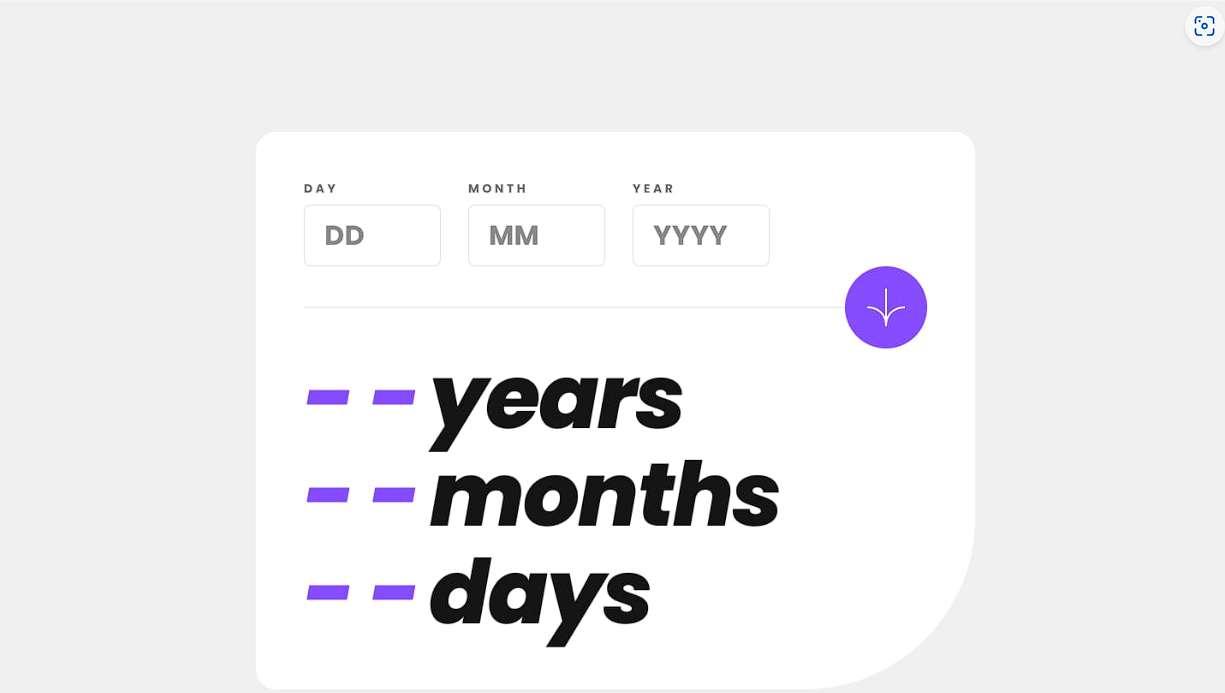 DAY MONTH YEAR
DD MM YYYY
- - years
- - months
- - days